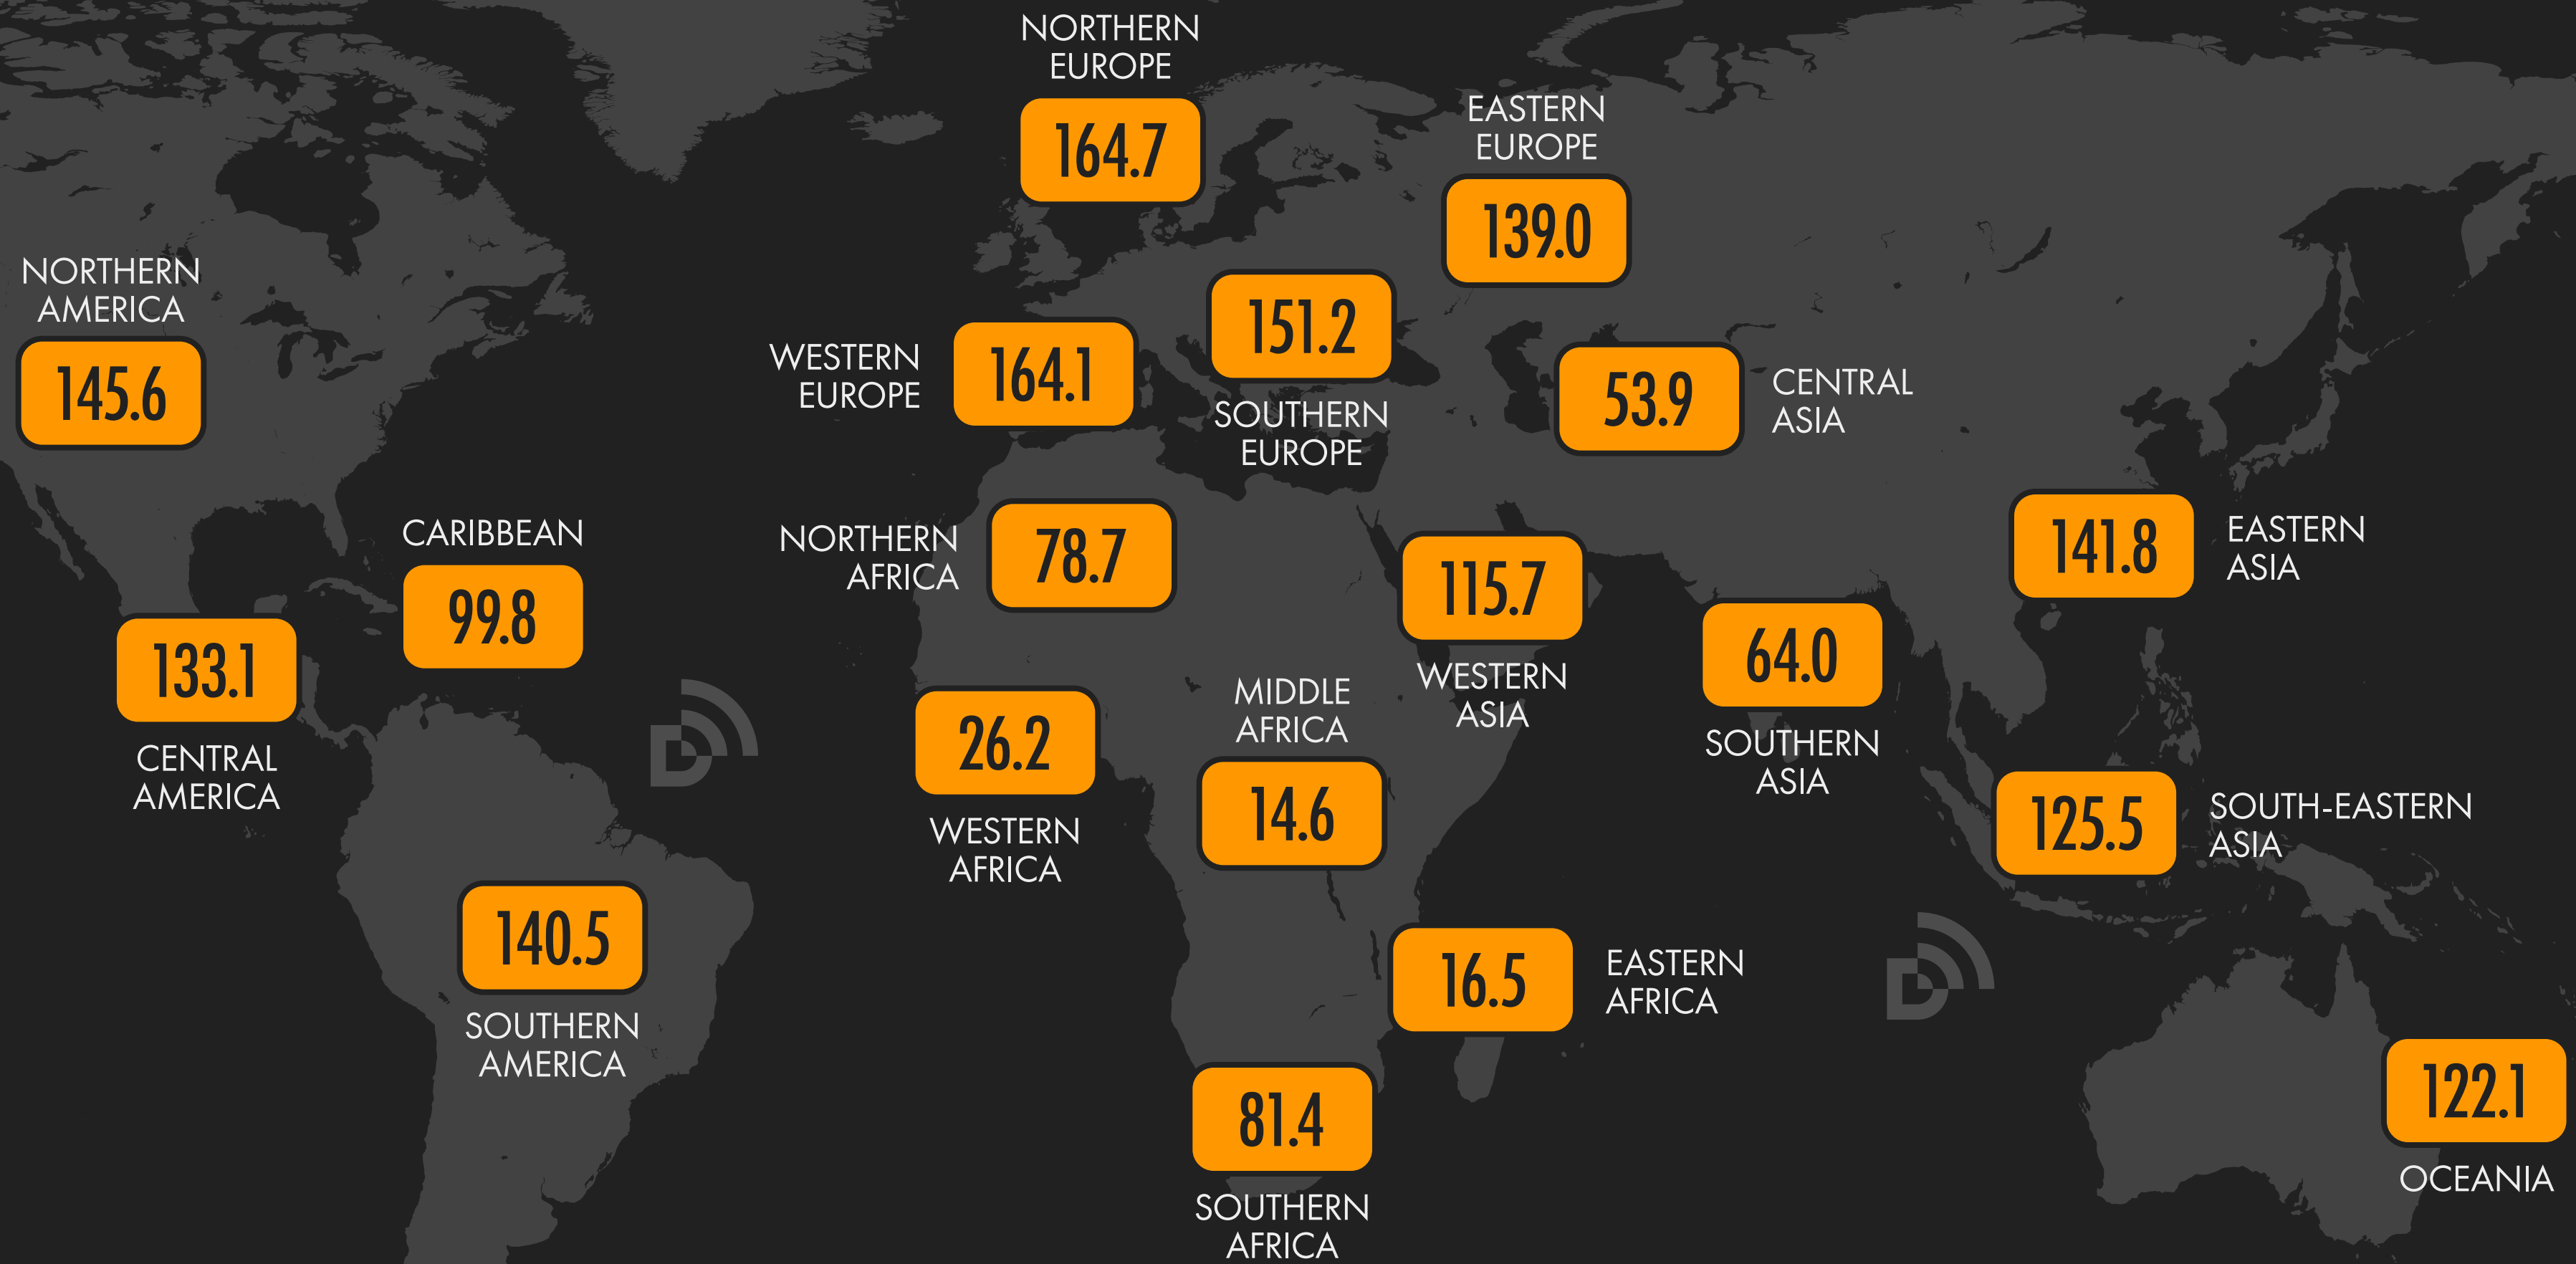 NORTHERN
EUROPE
164.7
EASTERN
EUROPE
139.0
NORTHERN
AMERICA
145.6
WESTERN
EUROPE
164.1
151.2
SOUTHERN
EUROPE
53.9
CENTRAL
ASIA
CARIBBEAN
99.8
NORTHERN
AFRICA
78.7
115.7
WESTERN
ASIA
141.8
EASTERN
ASIA
133.1
CENTRAL
AMERICA
64.0
SOUTHERN
ASIA
26.2
WESTERN
AFRICA
MIDDLE
AFRICA
14.6
125.5
SOUTH-EASTERN
ASIA
140.5
SOUTHERN
AMERICA
16.5
EASTERN
AFRICA
81.4
SOUTHERN
AFRICA
122.1
OCEANIA